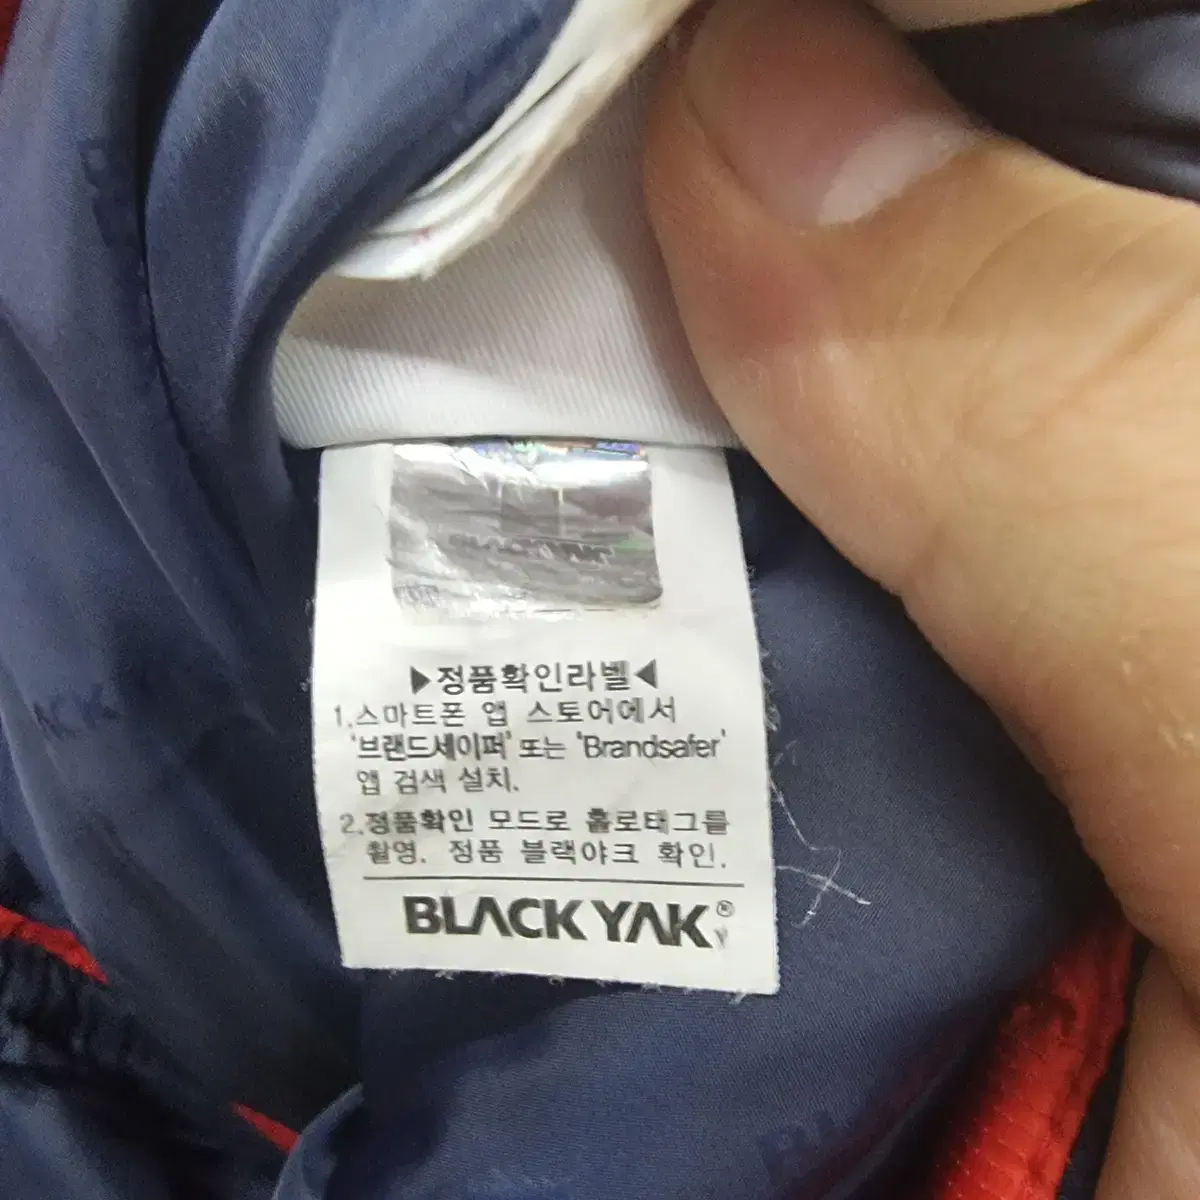 BLACKYAK
▶정품확인라벨◀
1.스마트폰 앱 스토어에서
'브랜드세이퍼' 또는 'Brandsafer'
앱 검색 설치.
2.정품확인 모드로 홀로태그를
촬영. 정품 블랙야크 확인.
BLACKYAK®